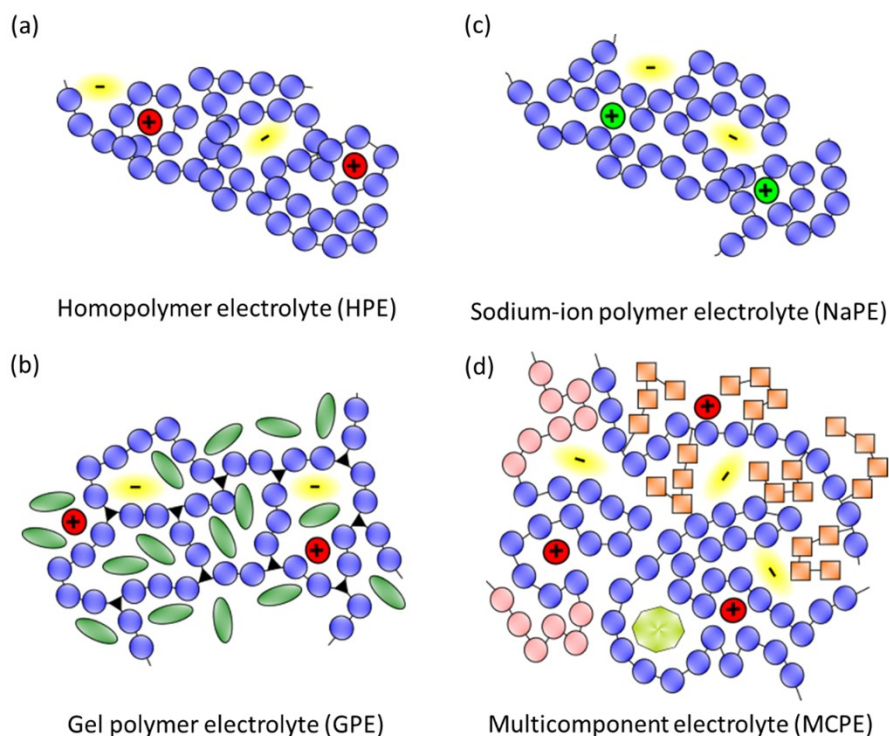 (a)
Homopolymer electrolyte (HPE)
(c)
Sodium-ion polymer electrolyte (NaPE)
(b)
Gel polymer electrolyte (GPE)
(d)
Multicomponent electrolyte (MCPE)